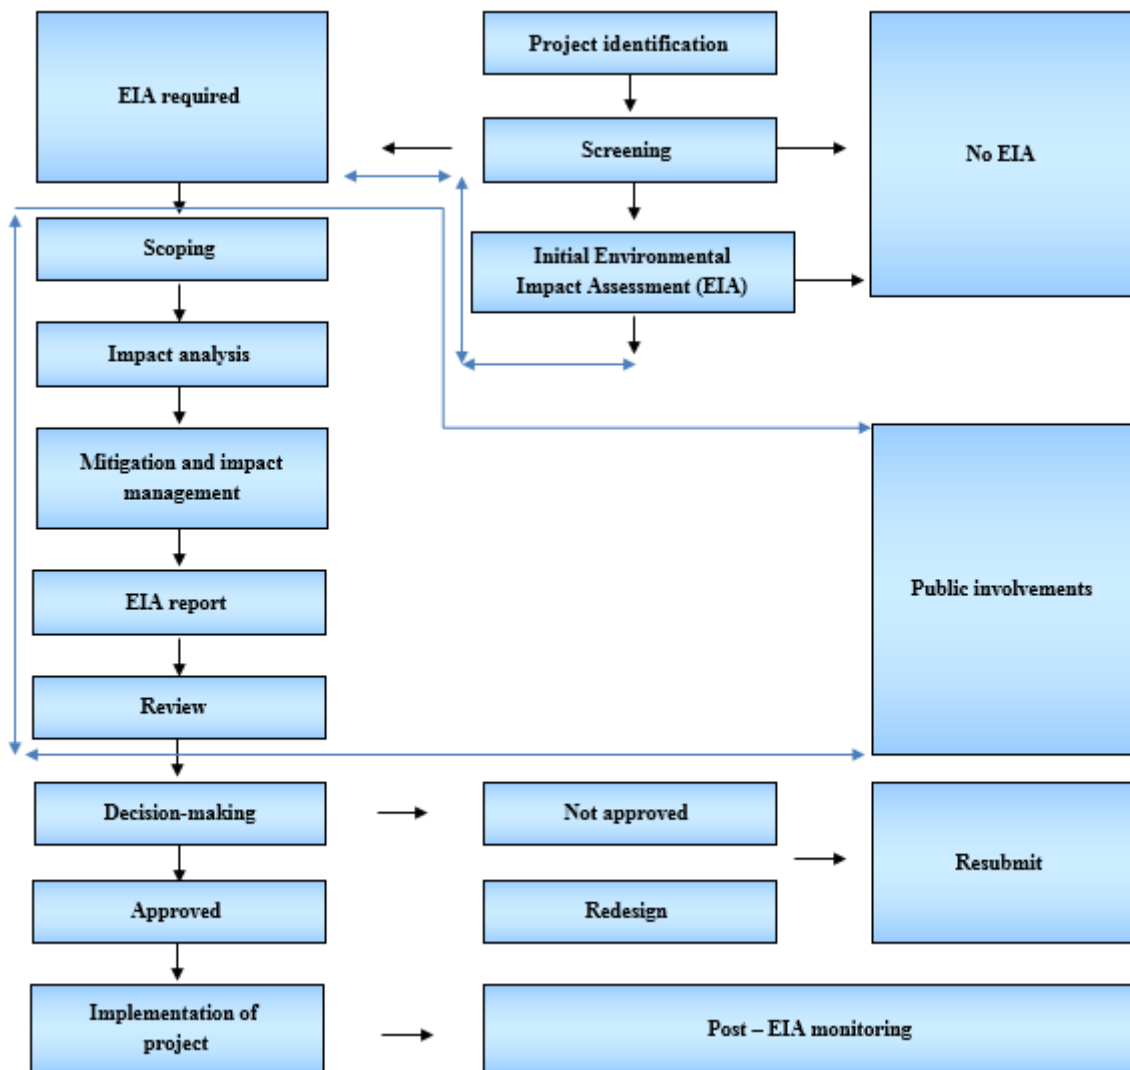 Project identification
EIA required
Screening
No EIA
Scoping
Initial Environmental
Impact Assessment (EIA)
Impact analysis
Mitigation and impact
management
Public involvements
EIA report
Review
Decision-making
Not approved
Resubmit
Approved
Redesign
Implementation of
project
Post – EIA monitoring